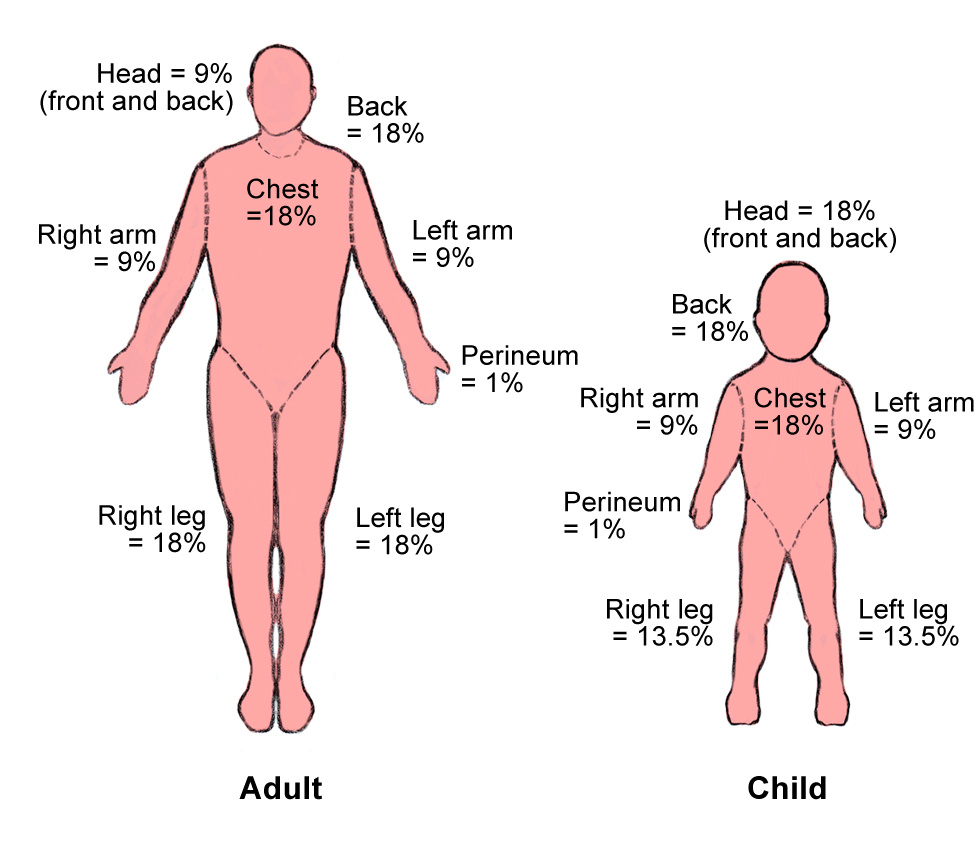 Head = 9%
(front and back)
Back
= 18%
Chest
=18%
Right arm
= 9%
Left arm
= 9%
Perineum
= 1%
Right leg
= 18%
Left leg
= 18%
Adult
Head = 18%
(front and back)
Back
= 18%
Right arm
= 9%
Chest
=18%
Left arm
= 9%
Perineum
= 1%
Right leg
= 13.5%
Left leg
= 13.5%
Child